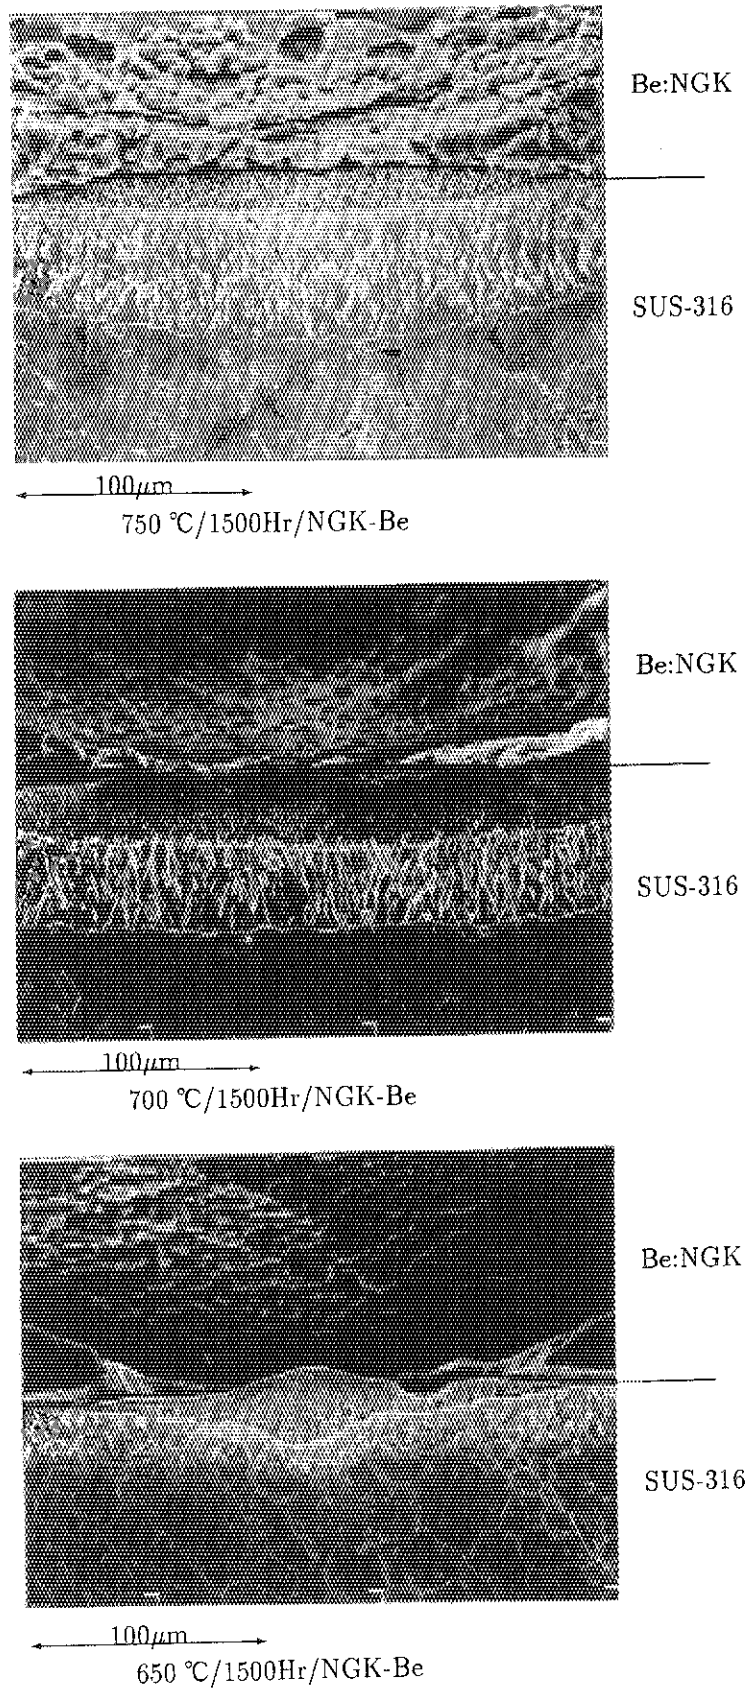 Be:NGK
SUS-316
100μm
750 ℃/1500Hr/NGK-Be
Be:NGK
SUS-316
100μm
700 ℃/1500Hr/NGK-Be
Be:NGK
SUS-316
100μm
650 ℃/1500Hr/NGK-Be